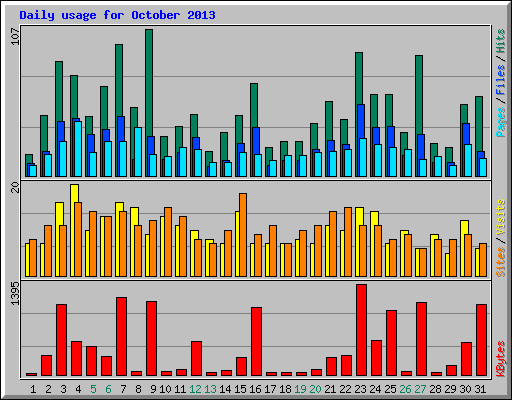 Daily usage for October 2013
107
Pages / Files / Hits
20
Sites / Visits
1395
KBytes
1 2 3 4 5 6 7 8 9 10 11 12 13 14 15 16 17 18 19 20 21 22 23 24 25 26 27 28 29 30 31